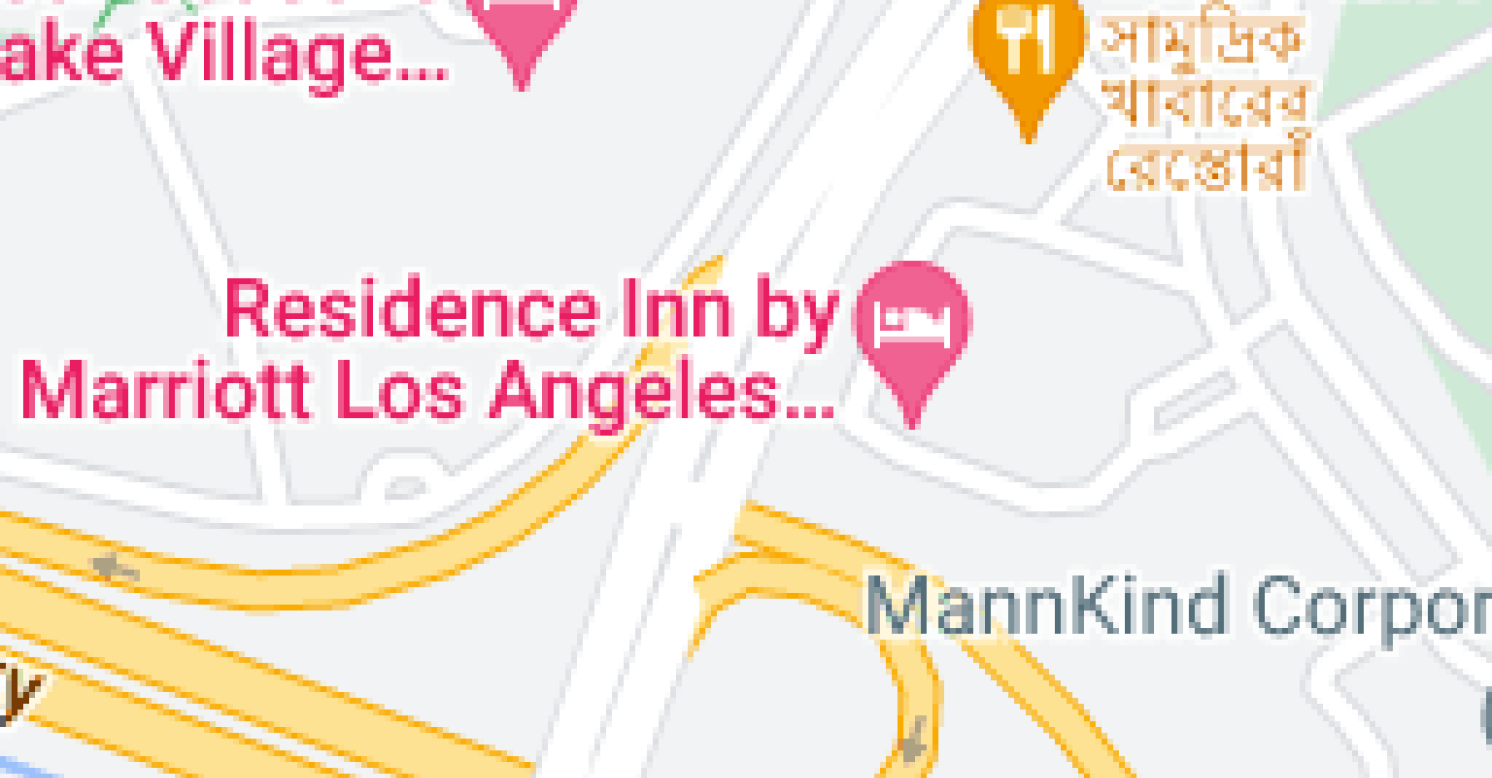 ake Village...
সামুদ্রিক
খাবারের
রেস্তোরাঁ
Residence Inn by
Marriott Los Angeles...
MannKind Corpor
y